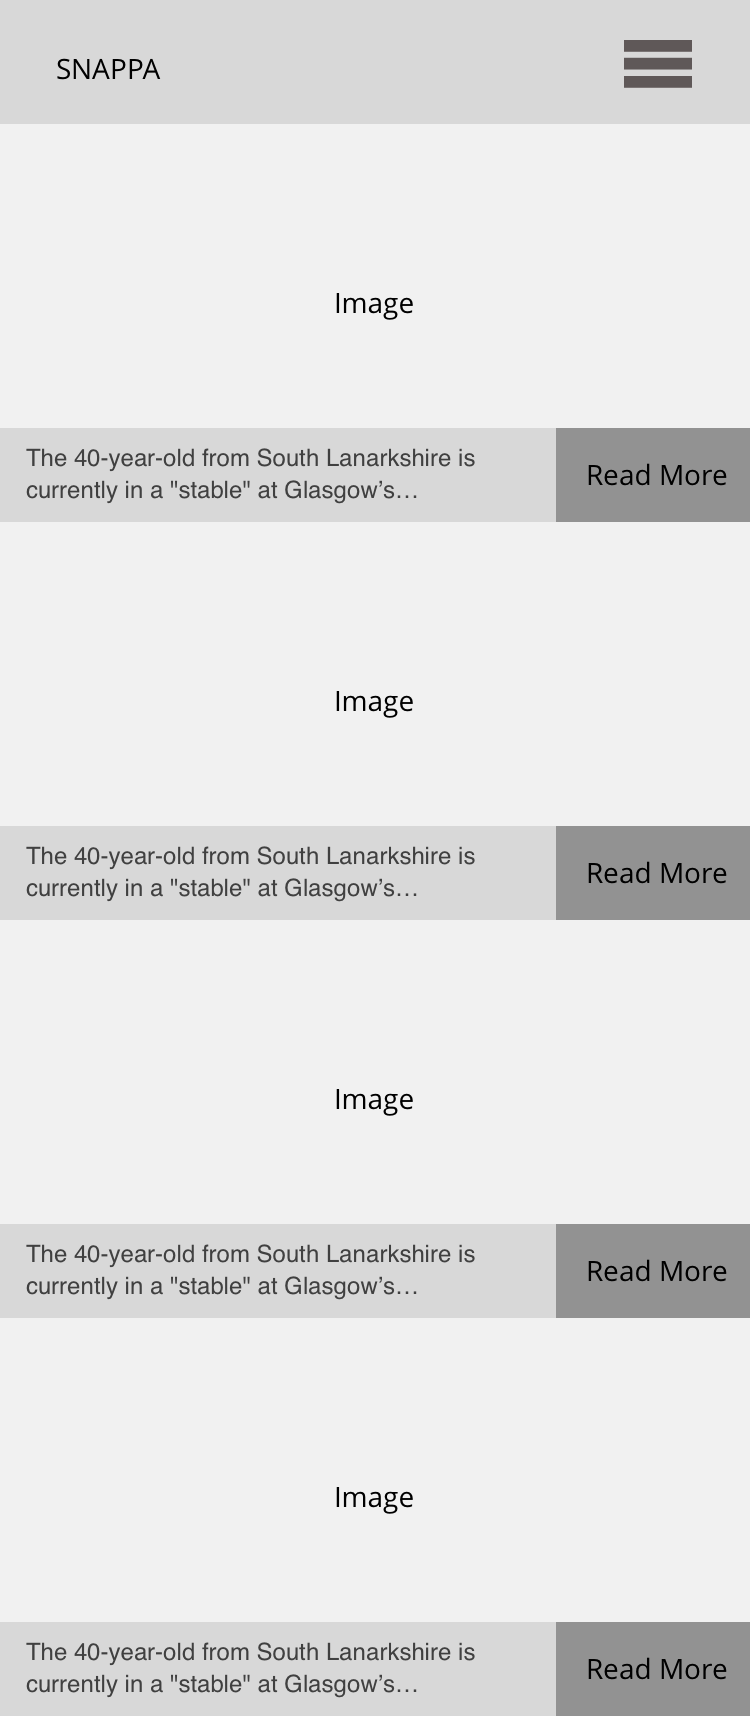 SNAPPA
Image
The 40-year-old from South Lanarkshire is
currently in a "stable" at Glasgow’s…
Read More
Image
The 40-year-old from South Lanarkshire is
currently in a "stable" at Glasgow’s…
Read More
Image
The 40-year-old from South Lanarkshire is
currently in a "stable" at Glasgow’s…
Read More
Image
The 40-year-old from South Lanarkshire is
currently in a "stable" at Glasgow’s…
Read More